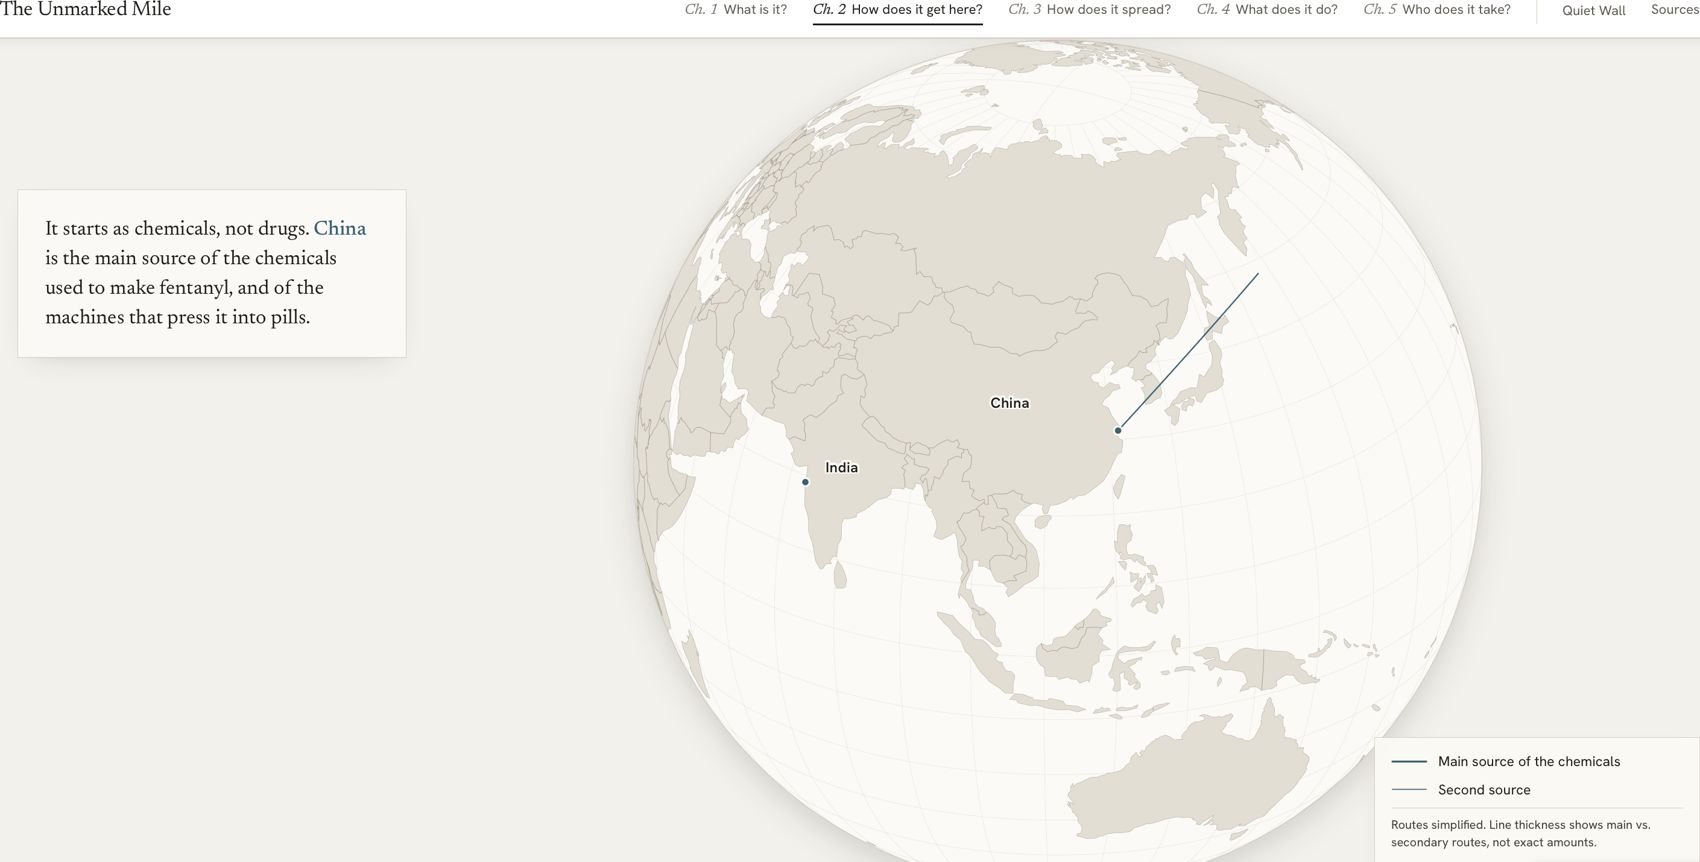 The Unmarked Mile
Ch. 1 What is it?
Ch. 2 How does it get here?
Ch. 3 How does it spread?
Ch. 4 What does it do?
Ch. 5 Who does it take?
Quiet Wall
Sources
It starts as chemicals, not drugs. China
is the main source of the chemicals
used to make fentanyl, and of the
machines that press it into pills.
China
India
Main source of the chemicals
Second source
Routes simplified. Line thickness shows main vs.
secondary routes, not exact amounts.